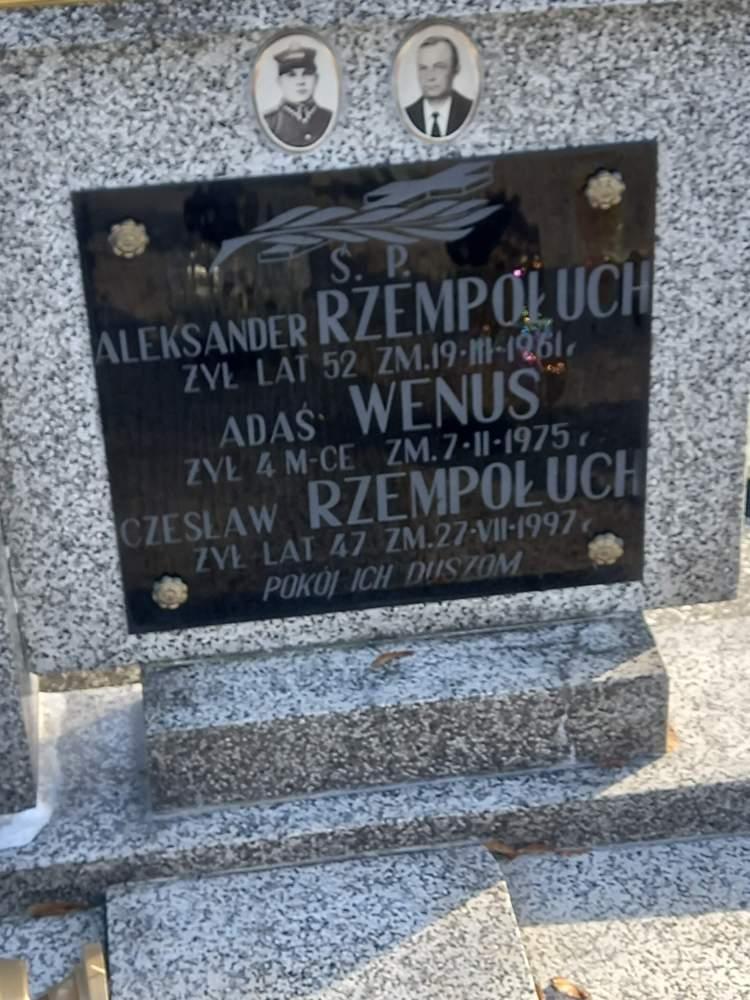 Ś. P.
ALEKSANDER RZEMPOŁUCH
ŻYŁ LAT 52 ZM. 19·III·1961 r
ADAŚ WENUS
ŻYŁ 4 M-CE ZM. 7·II·1975 r
CZESŁAW RZEMPOŁUCH
ŻYŁ LAT 47 ZM. 27·VII·1997 r
POKÓJ ICH DUSZOM